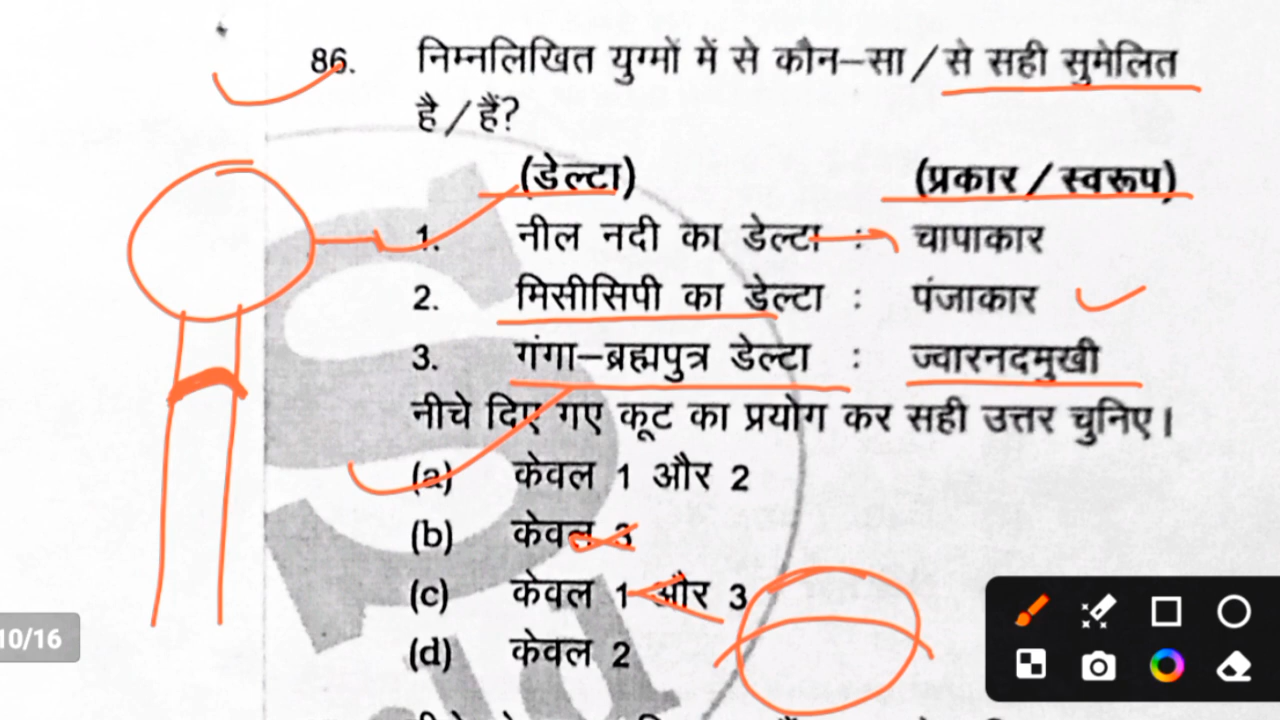 86. निम्नलिखित युग्मों में से कौन–सा / से सही सुमेलित
है / हैं?
(डेल्टा) (प्रकार / स्वरूप)
1. नील नदी का डेल्टा : चापाकार
2. मिसीसिपी का डेल्टा : पंजाकार
3. गंगा–ब्रह्मपुत्र डेल्टा : ज्वारनदमुखी
नीचे दिए गए कूट का प्रयोग कर सही उत्तर चुनिए।
(a) केवल 1 और 2
(b) केवल 3
(c) केवल 1 और 3
(d) केवल 2
10/16